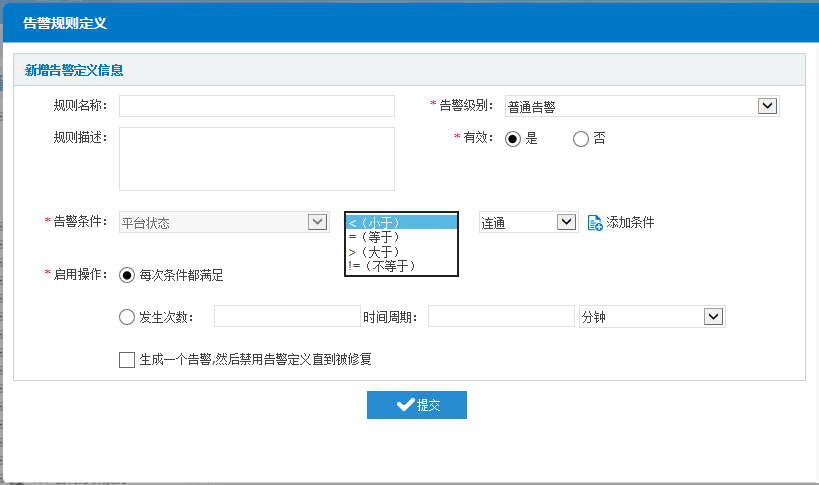 告警规则定义
新增告警定义信息
规则名称：
*告警级别： 普通告警
规则描述：
*有效： 是 否
*告警条件： 平台状态 <（小于） 连通 添加条件
=（等于）
>（大于）
!=（不等于）
*启用操作： 每次条件都满足
发生次数： 时间周期： 分钟
生成一个告警,然后禁用告警定义直到被修复
提交